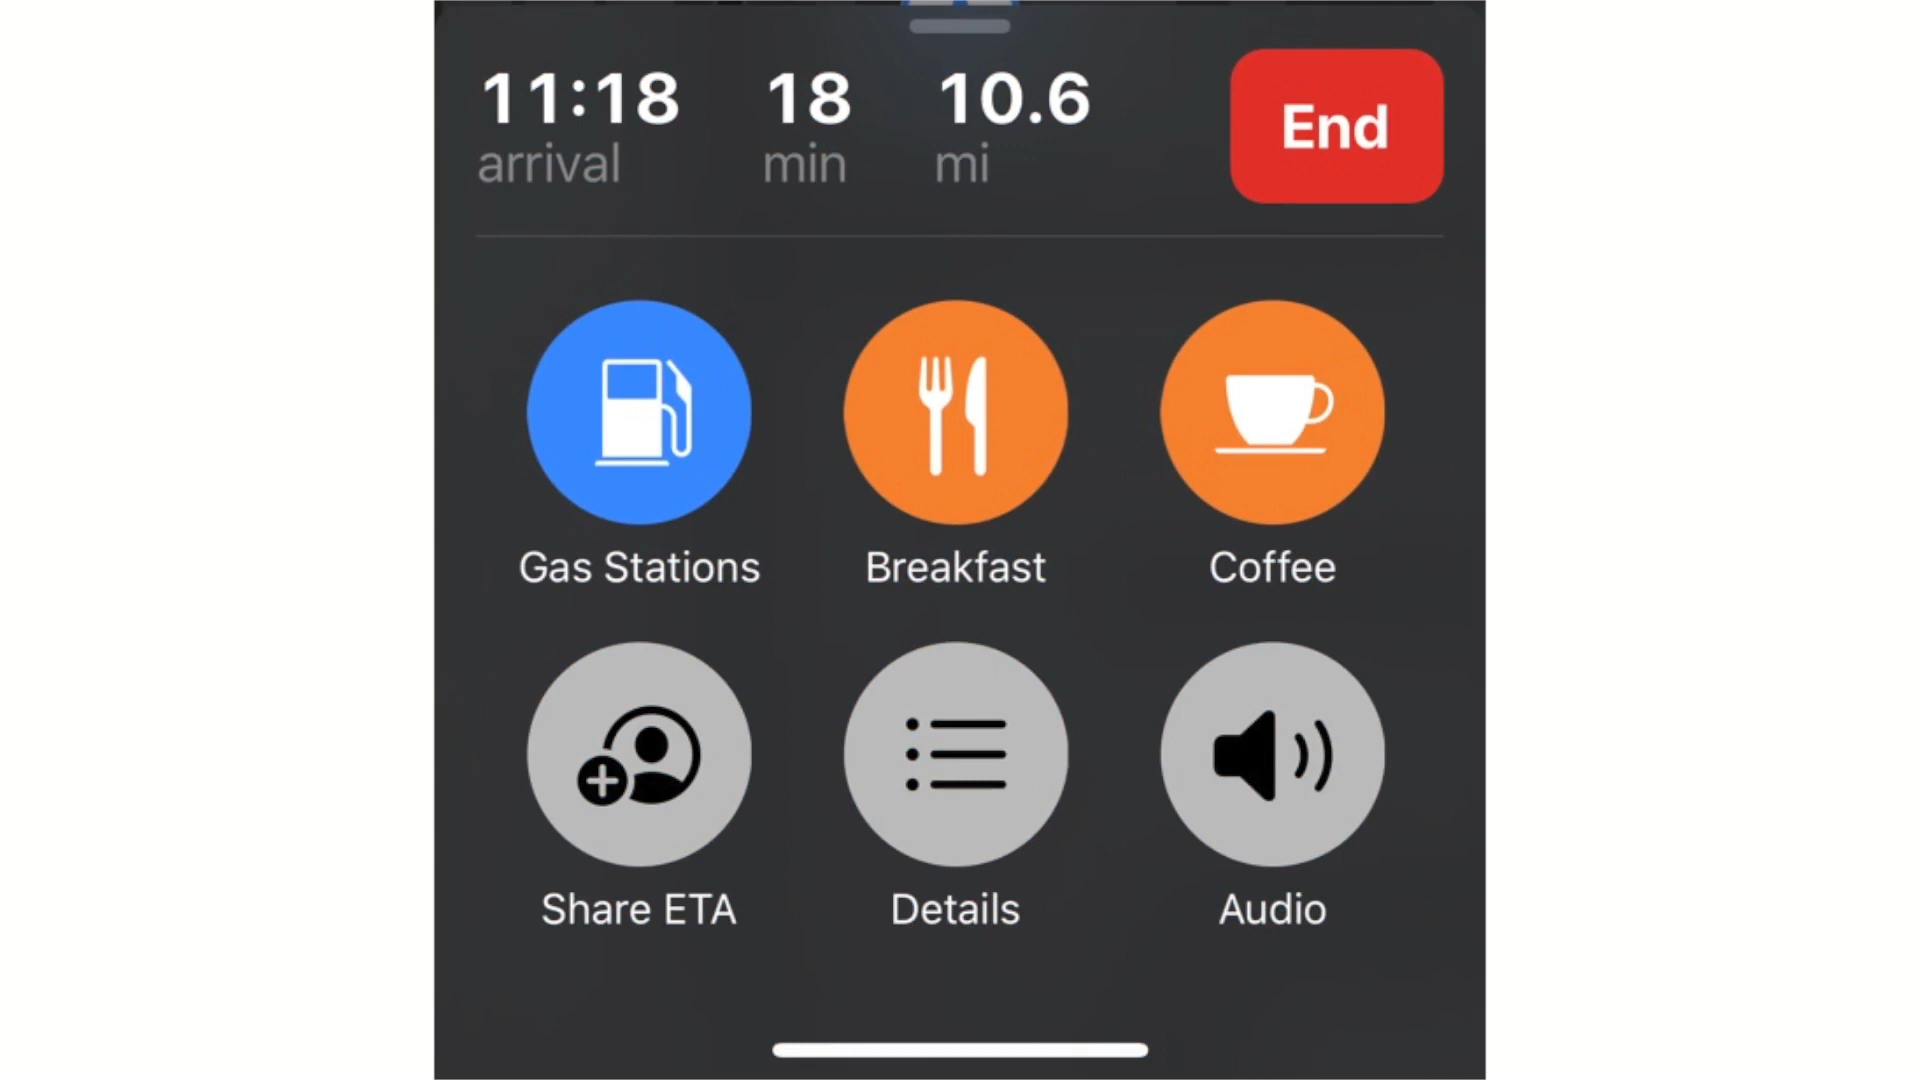 11:18 18 10.6
arrival min mi
End
Gas Stations Breakfast Coffee
Share ETA Details Audio